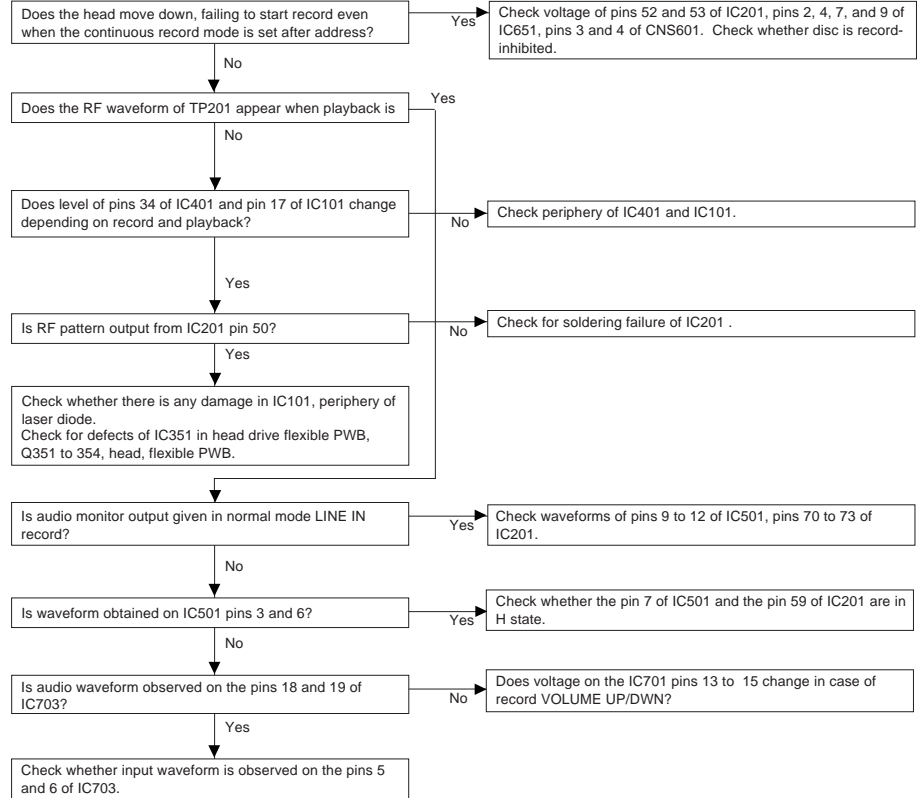 Does the head move down, failing to start record even
when the continuous record mode is set after address?
Yes
Check voltage of pins 52 and 53 of IC201, pins 2, 4, 7, and 9 of
IC651, pins 3 and 4 of CNS601. Check whether disc is record-
inhibited.
No
Does the RF waveform of TP201 appear when playback is
Yes
No
Does level of pins 34 of IC401 and pin 17 of IC101 change
depending on record and playback?
No
Check periphery of IC401 and IC101.
Yes
Is RF pattern output from IC201 pin 50?
No
Check for soldering failure of IC201 .
Yes
Check whether there is any damage in IC101, periphery of
laser diode.
Check for defects of IC351 in head drive flexible PWB,
Q351 to 354, head, flexible PWB.
Is audio monitor output given in normal mode LINE IN
record?
Yes
Check waveforms of pins 9 to 12 of IC501, pins 70 to 73 of
IC201.
No
Is waveform obtained on IC501 pins 3 and 6?
Yes
Check whether the pin 7 of IC501 and the pin 59 of IC201 are in
H state.
No
Is audio waveform observed on the pins 18 and 19 of
IC703?
No
Does voltage on the IC701 pins 13 to 15 change in case of
record VOLUME UP/DWN?
Yes
Check whether input waveform is observed on the pins 5
and 6 of IC703.